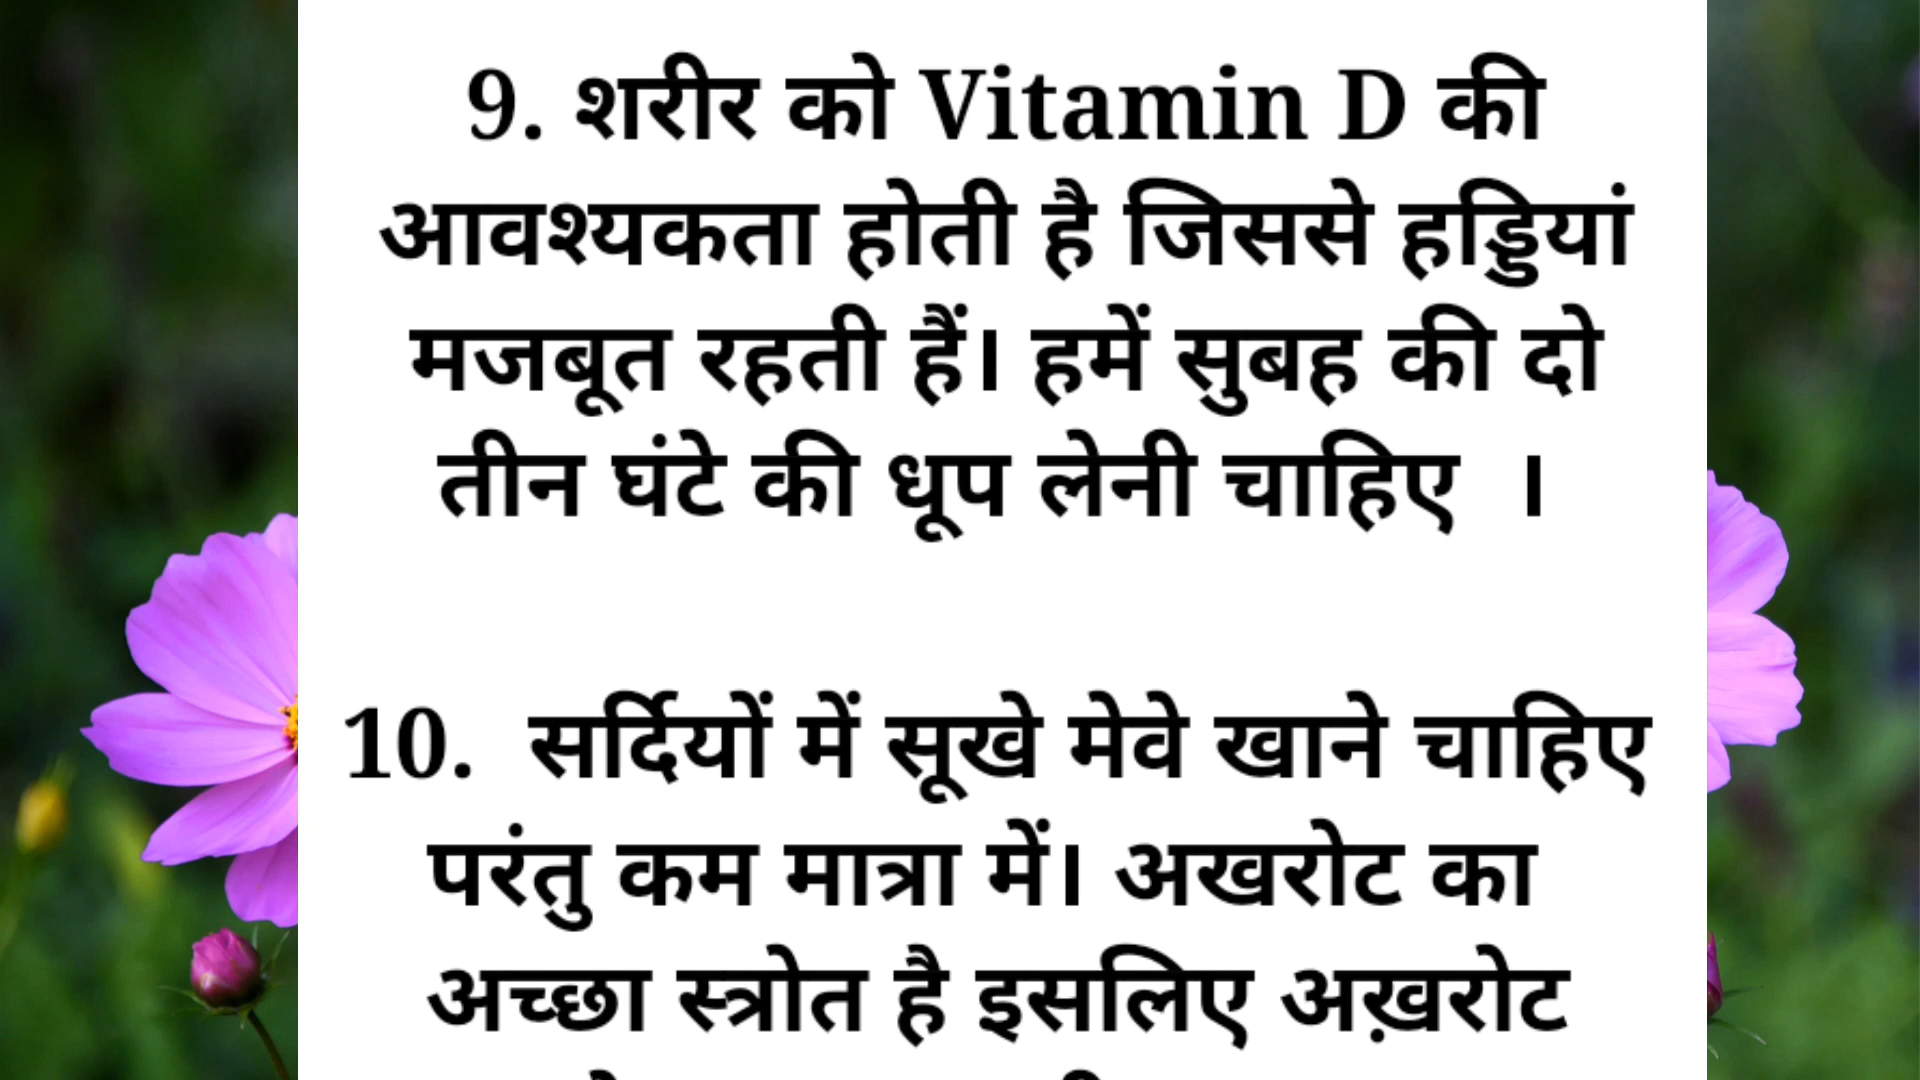 9. शरीर को Vitamin D की
आवश्यकता होती है जिससे हड्डियां
मजबूत रहती हैं। हमें सुबह की दो
तीन घंटे की धूप लेनी चाहिए  ।
10.  सर्दियों में सूखे मेवे खाने चाहिए
परंतु कम मात्रा में। अखरोट का
अच्छा स्त्रोत है इसलिए अख़रोट